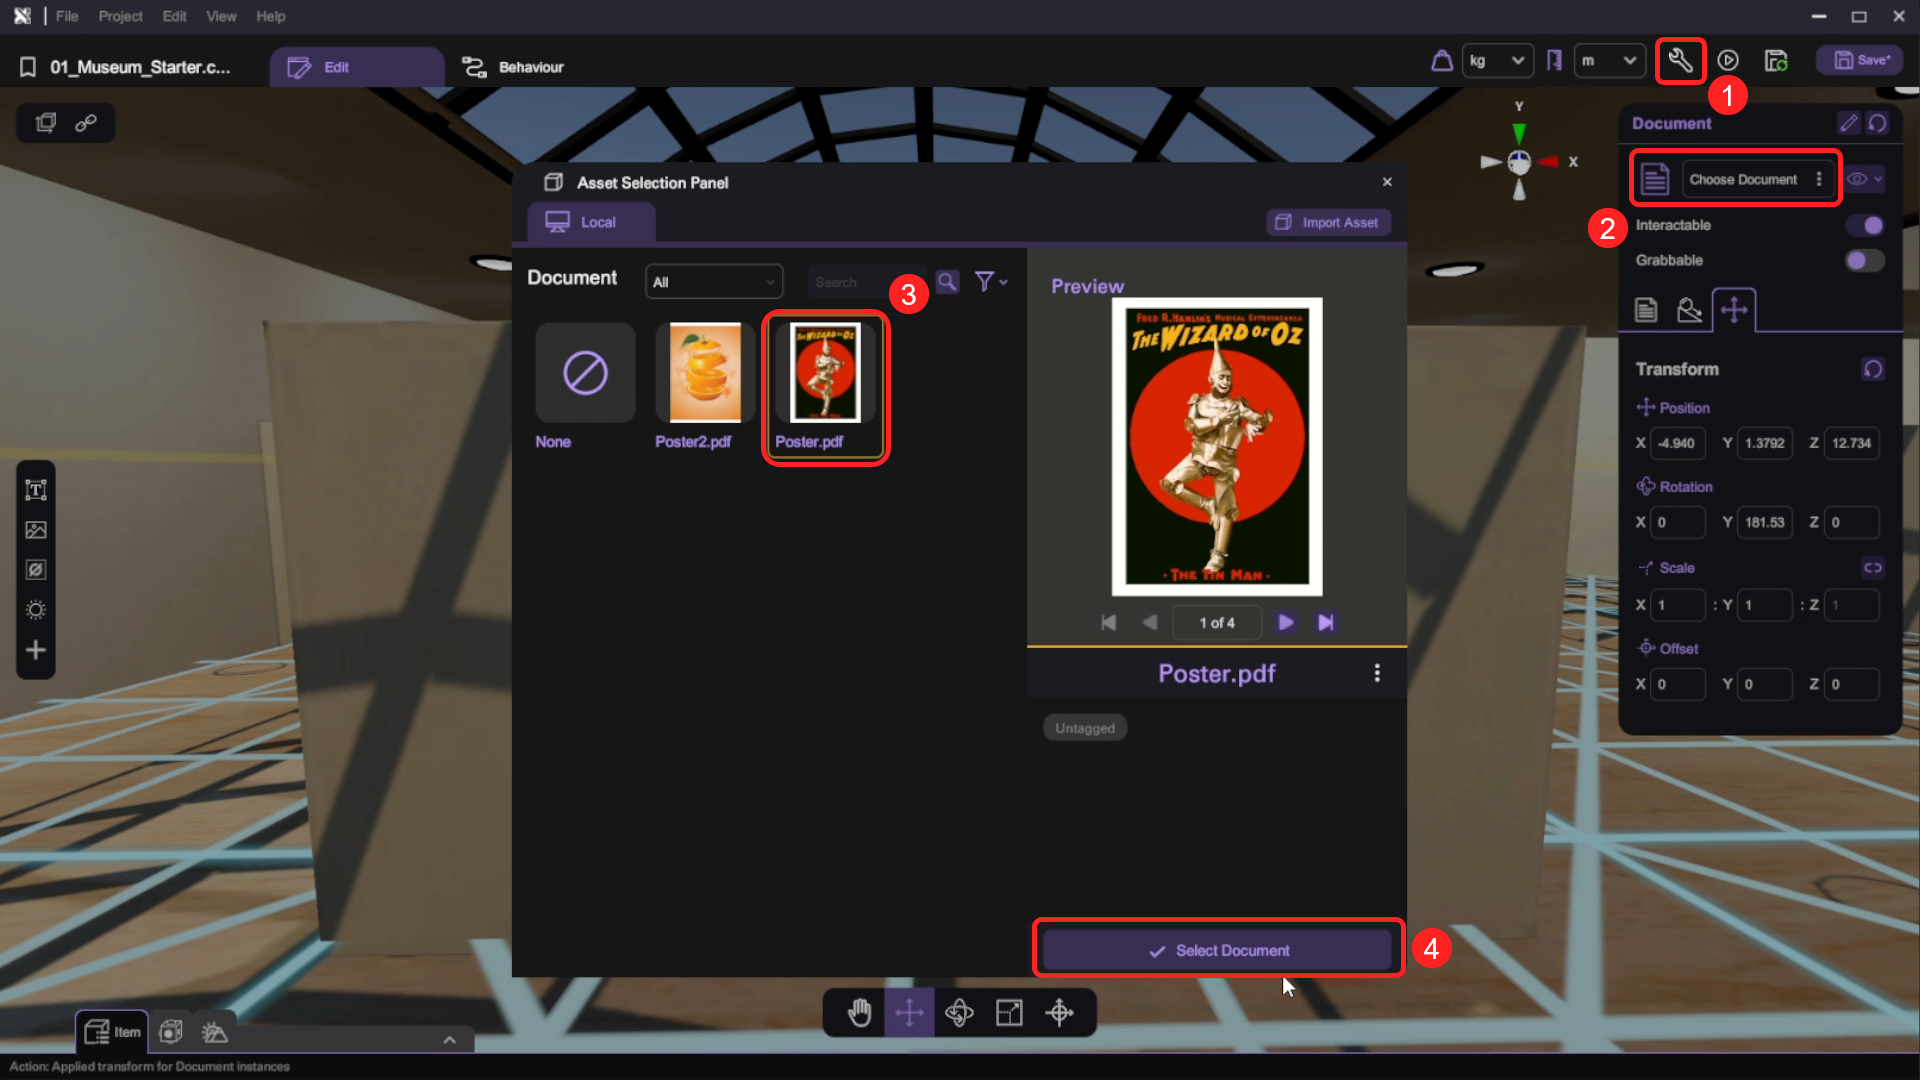 File Project Edit View Help
01_Museum_Starter.c... Edit Behaviour kg m Save*
1
Y
X
Document
Choose Document
2
Interactable
Grabbable
Asset Selection Panel
Local Import Asset
Document All Search
3
None Poster2.pdf Poster.pdf
Preview
FRED R. HAMLIN'S MUSICAL EXTRAVAGANZA
THE WIZARD OF OZ
· THE TIN MAN ·
1 of 4
Poster.pdf
Untagged
Select Document
4
Transform
Position
X -4.940 Y 1.3792 Z 12.734
Rotation
X 0 Y 181.53 Z 0
Scale
X 1 : Y 1 : Z 1
Offset
X 0 Y 0 Z 0
Item
Action: Applied transform for Document instances